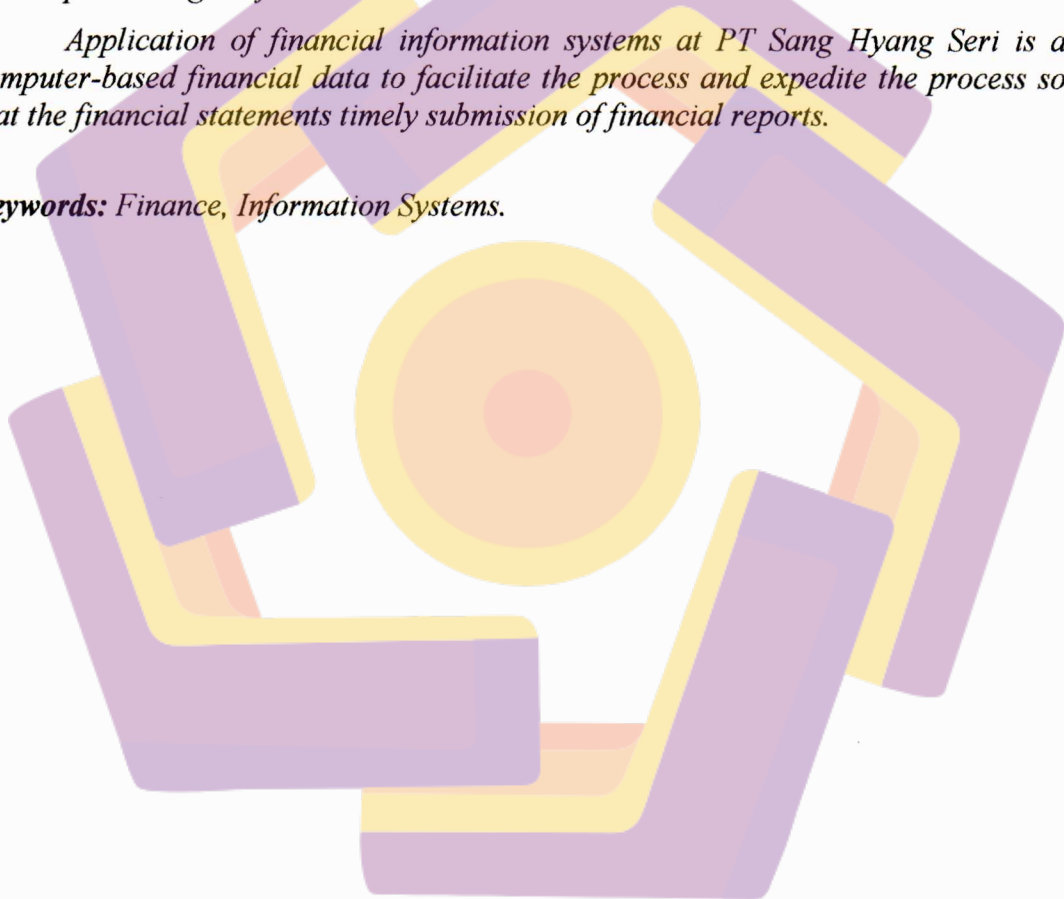 Application of financial information systems at PT Sang Hyang Seri is a
mputer-based financial data to facilitate the process and expedite the process so
at the financial statements timely submission of financial reports.
eywords: Finance, Information Systems.